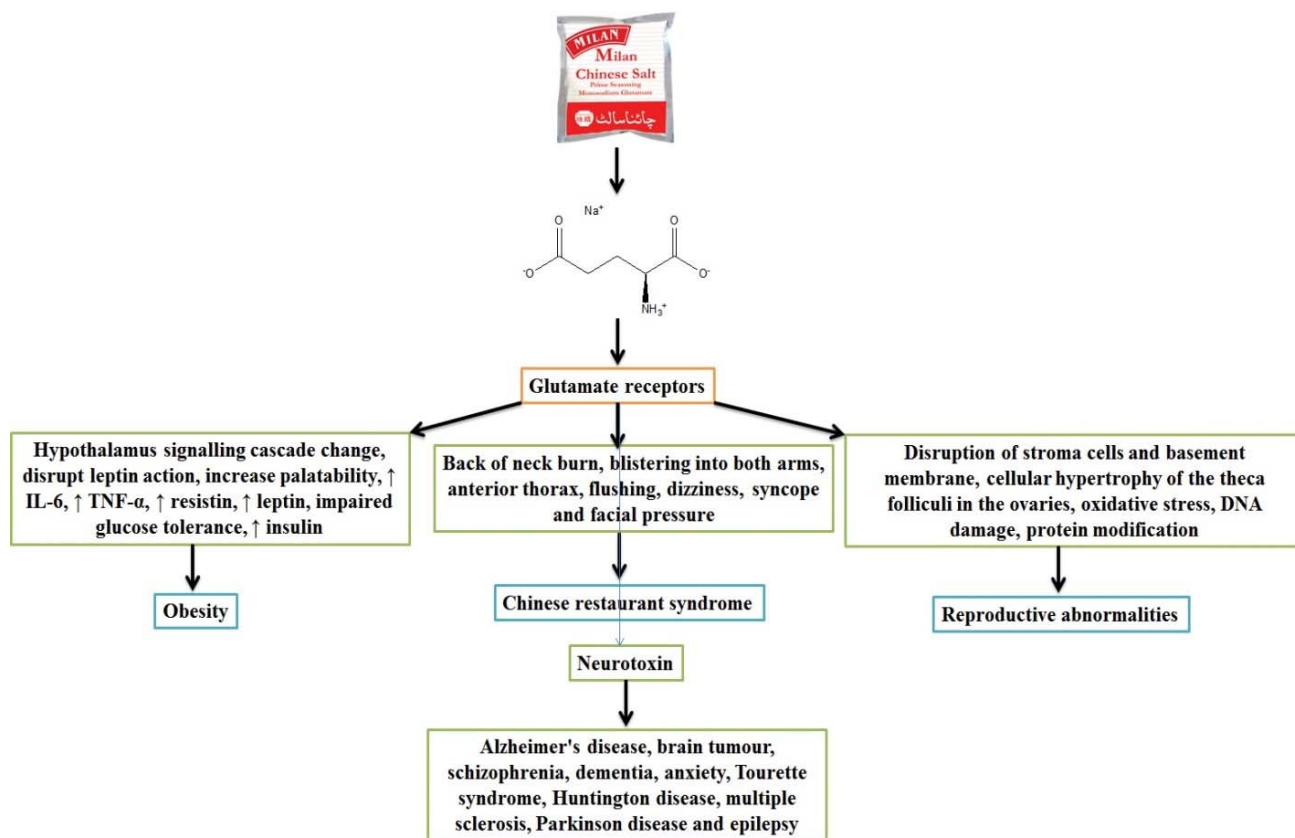 MILAN
Milan
Chinese Salt
Prime Seasoning
Monosodium Glutamate
چائنا سالٹ
Na⁺
O
O
⁻O
O⁻
NH₃⁺
Glutamate receptors
Hypothalamus signalling cascade change,
disrupt leptin action, increase palatability, ↑
IL-6, ↑ TNF-α, ↑ resistin, ↑ leptin, impaired
glucose tolerance, ↑ insulin
Back of neck burn, blistering into both arms,
anterior thorax, flushing, dizziness, syncope
and facial pressure
Disruption of stroma cells and basement
membrane, cellular hypertrophy of the theca
folliculi in the ovaries, oxidative stress, DNA
damage, protein modification
Obesity
Chinese restaurant syndrome
Reproductive abnormalities
Neurotoxin
Alzheimer's disease, brain tumour,
schizophrenia, dementia, anxiety, Tourette
syndrome, Huntington disease, multiple
sclerosis, Parkinson disease and epilepsy